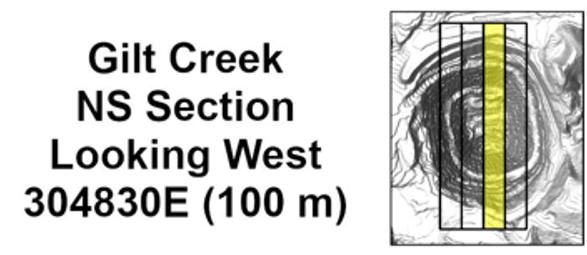 Gilt Creek
NS Section
Looking West
304830E (100 m)